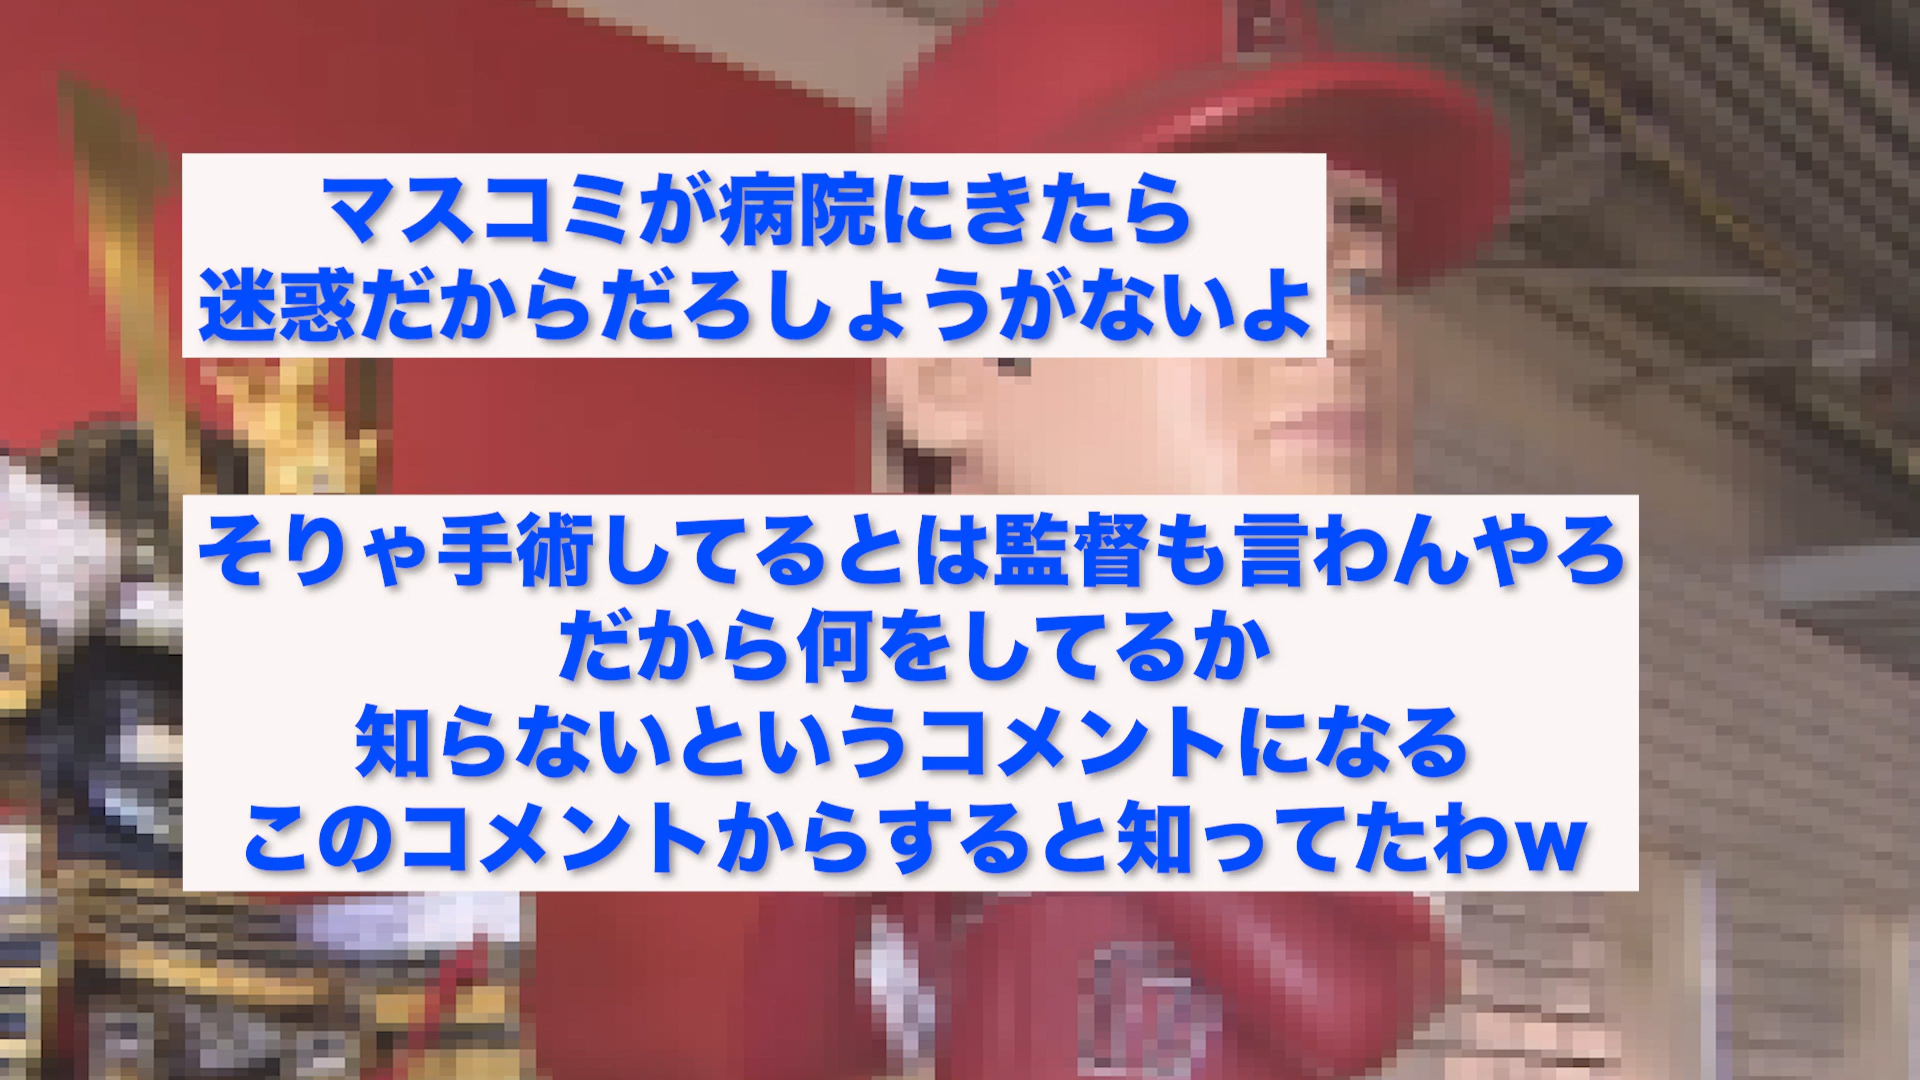 マスコミが病院にきたら
迷惑だからだろしょうがないよ
そりゃ手術してるとは監督も言わんやろ
だから何をしてるか
知らないというコメントになる
このコメントからすると知ってたわw